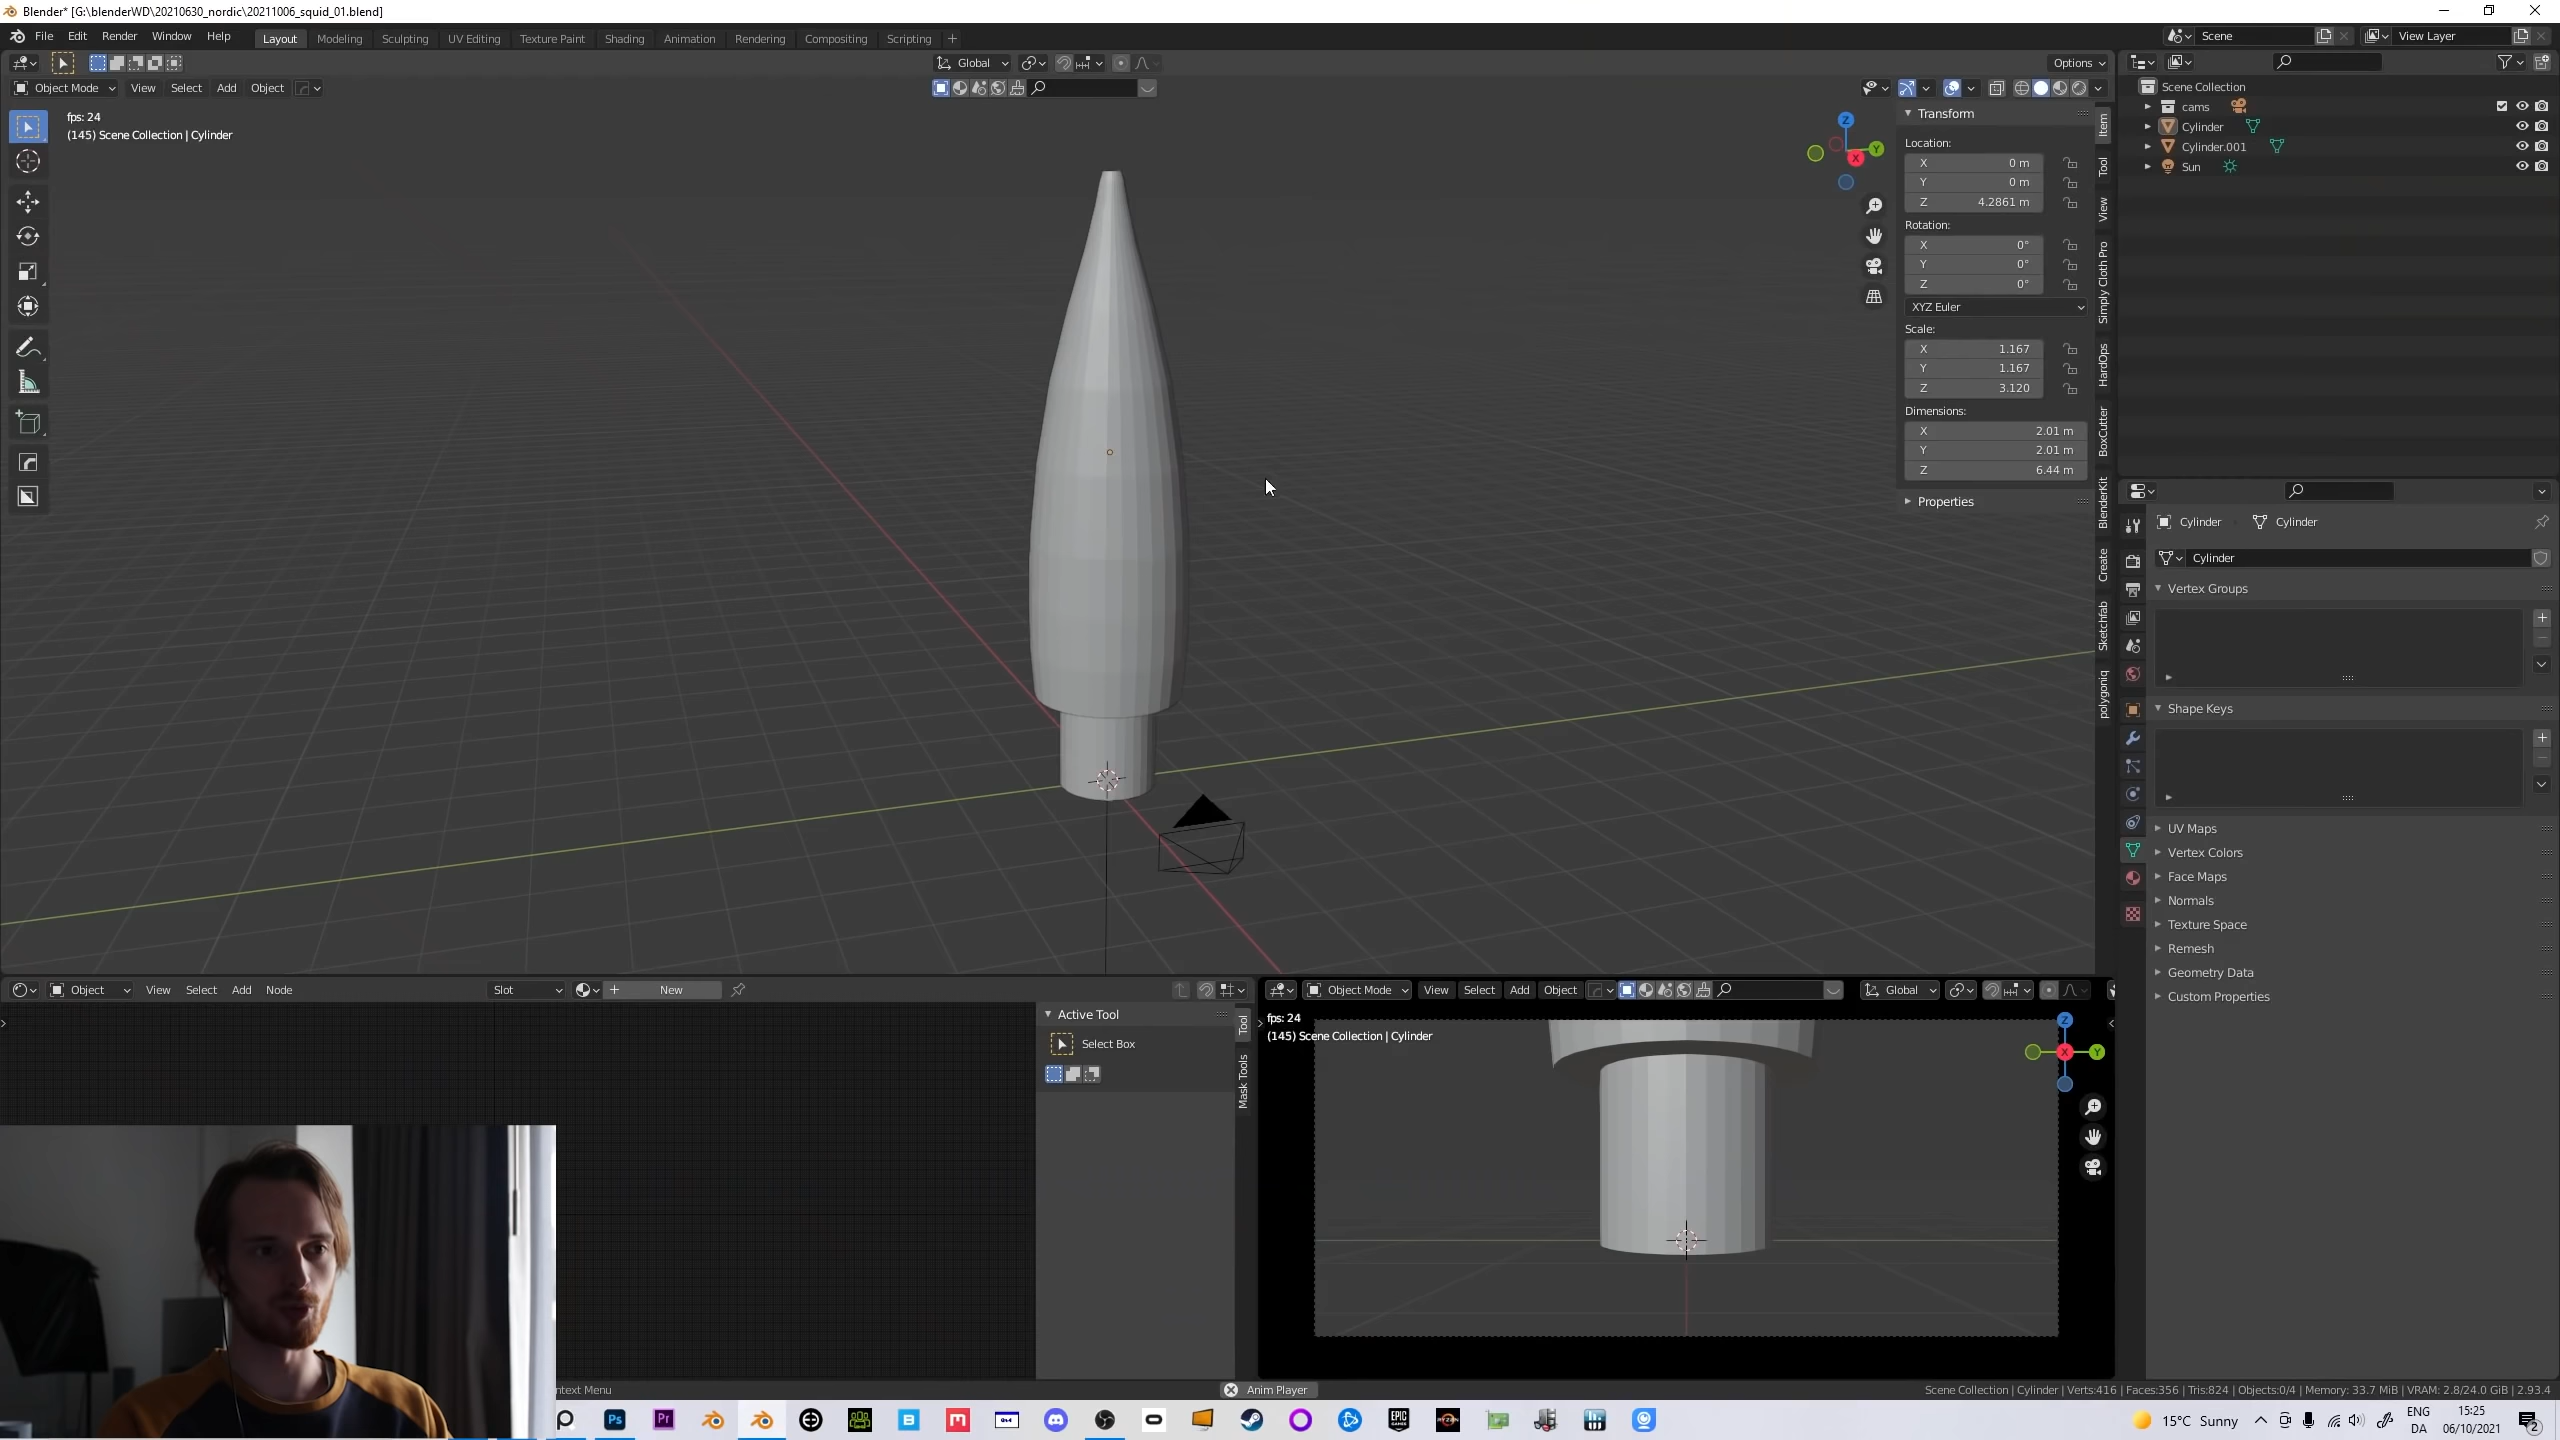 Blender* [G:\blenderWD\20210630_nordic\20211006_squid_01.blend]
File Edit Render Window Help Layout Modeling Sculpting UV Editing Texture Paint Shading Animation Rendering Compositing Scripting + Scene View Layer
Global Options
Object Mode View Select Add Object
fps: 24
(145) Scene Collection | Cylinder
Z
Y
X
Transform
Location:
X 0 m
Y 0 m
Z 4.2861 m
Rotation:
X 0°
Y 0°
Z 0°
XYZ Euler
Scale:
X 1.167
Y 1.167
Z 3.120
Dimensions:
X 2.01 m
Y 2.01 m
Z 6.44 m
Properties
Item
Tool
View
Simply Cloth Pro
HardOps
BoxCutter
BlenderKit
Create
Sketchfab
polygoniq
Scene Collection
cams
Cylinder
Cylinder.001
Sun
Cylinder Cylinder
Cylinder
Vertex Groups
Shape Keys
UV Maps
Vertex Colors
Face Maps
Normals
Texture Space
Remesh
Geometry Data
Custom Properties
Object View Select Add Node Slot New
Active Tool
Select Box
Tool
Mask Tools
Object Mode View Select Add Object Global
fps: 24
(145) Scene Collection | Cylinder
Z
X
Y
ntext Menu
Anim Player
Scene Collection | Cylinder | Verts:416 | Faces:356 | Tris:824 | Objects:0/4 | Memory: 33.7 MiB | VRAM: 2.8/24.0 GiB | 2.93.4
Ps
Pr
EPIC GAMES
RYZEN
15°C Sunny
ENG
DA
15:25
06/10/2021
2